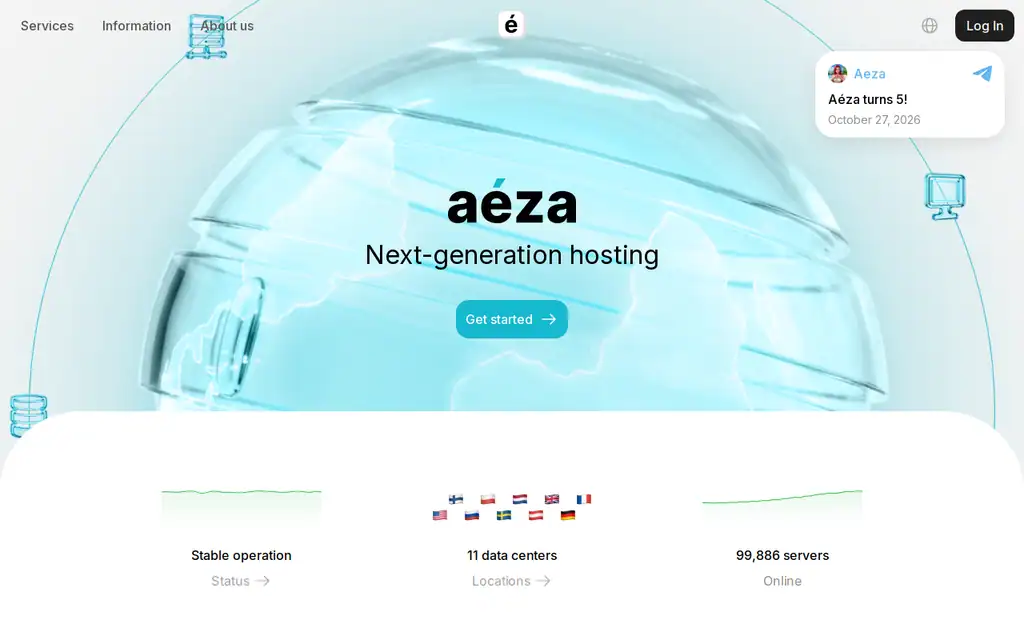 Services
Information
About us
é
Log In
Aeza
Aéza turns 5!
October 27, 2026
aéza
Next-generation hosting
Get started
Stable operation
Status
11 data centers
Locations
99,886 servers
Online